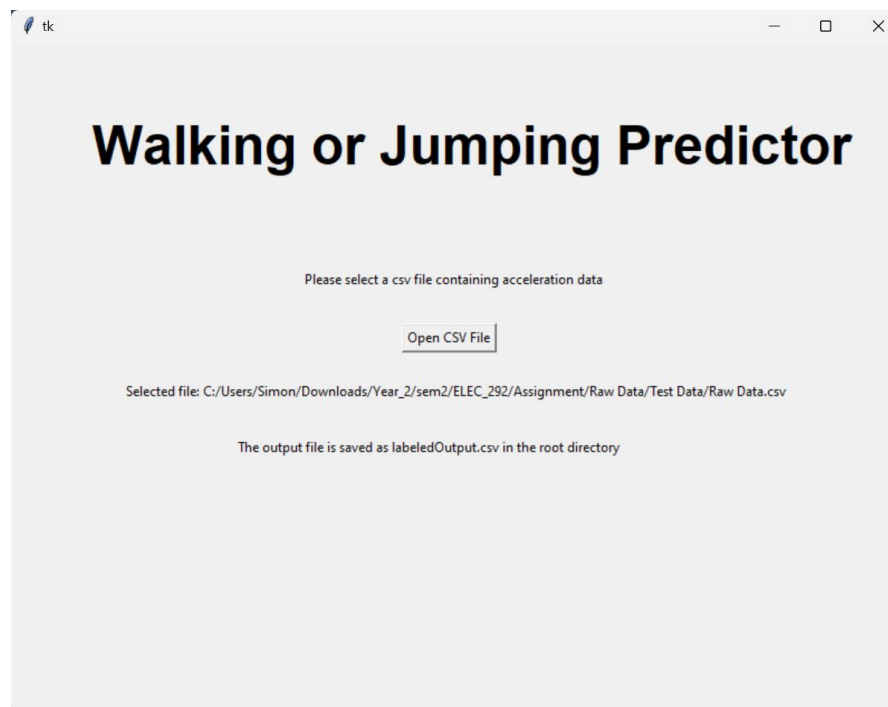 tk
Walking or Jumping Predictor
Please select a csv file containing acceleration data
Open CSV File
Selected file: C:/Users/Simon/Downloads/Year_2/sem2/ELEC_292/Assignment/Raw Data/Test Data/Raw Data.csv
The output file is saved as labeledOutput.csv in the root directory